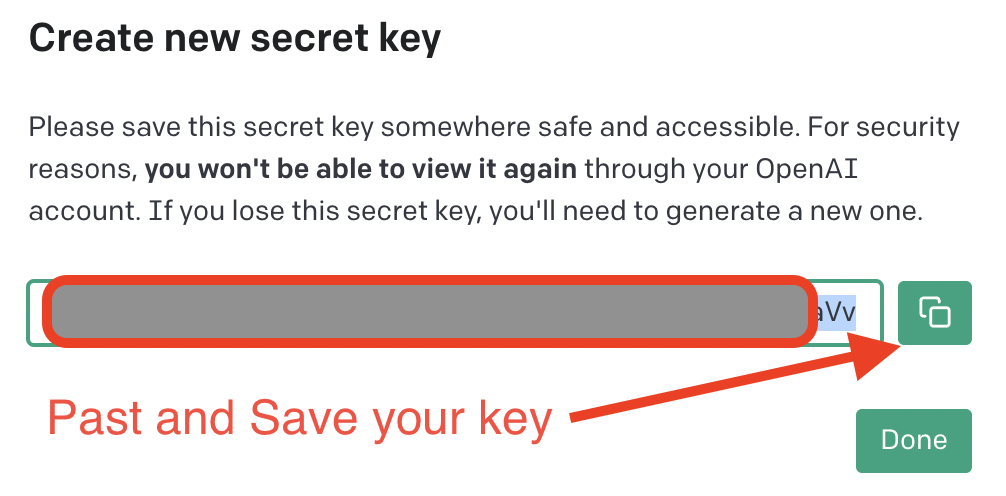 Create new secret key
Please save this secret key somewhere safe and accessible. For security
reasons, you won't be able to view it again through your OpenAI
account. If you lose this secret key, you'll need to generate a new one.
aVv
Past and Save your key
Done